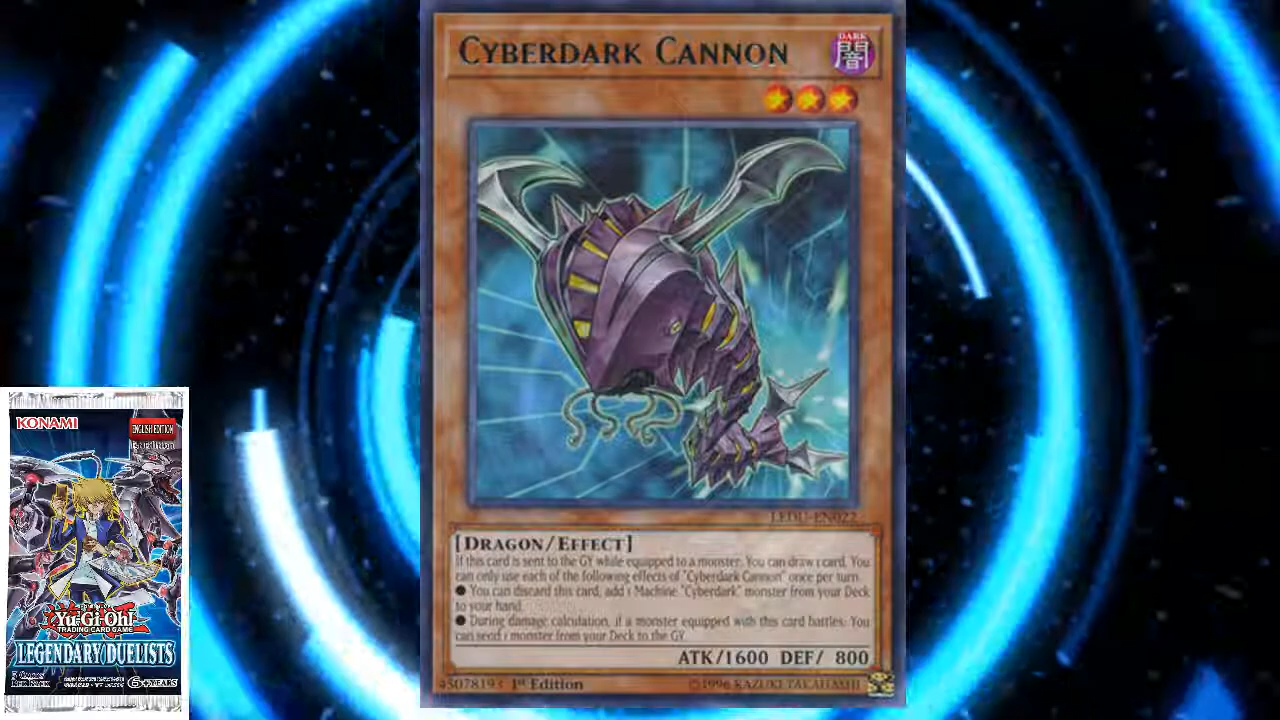 CYBERDARK CANNON
DARK
闇
LEDU-EN022
[DRAGON/EFFECT]
If this card is sent to the GY while equipped to a monster: You can draw 1 card. You
can only use each of the following effects of "Cyberdark Cannon" once per turn.
● You can discard this card, add 1 Machine "Cyberdark" monster from your Deck
to your hand.
● During damage calculation, if a monster equipped with this card battles: You
can send 1 monster from your Deck to the GY.
ATK/1600 DEF/ 800
1st Edition
©1996 KAZUKI TAKAHASHI
KONAMI
ENGLISH EDITION
Yu-Gi-Oh!
TRADING CARD GAME
LEGENDARY DUELISTS
6+YEARS